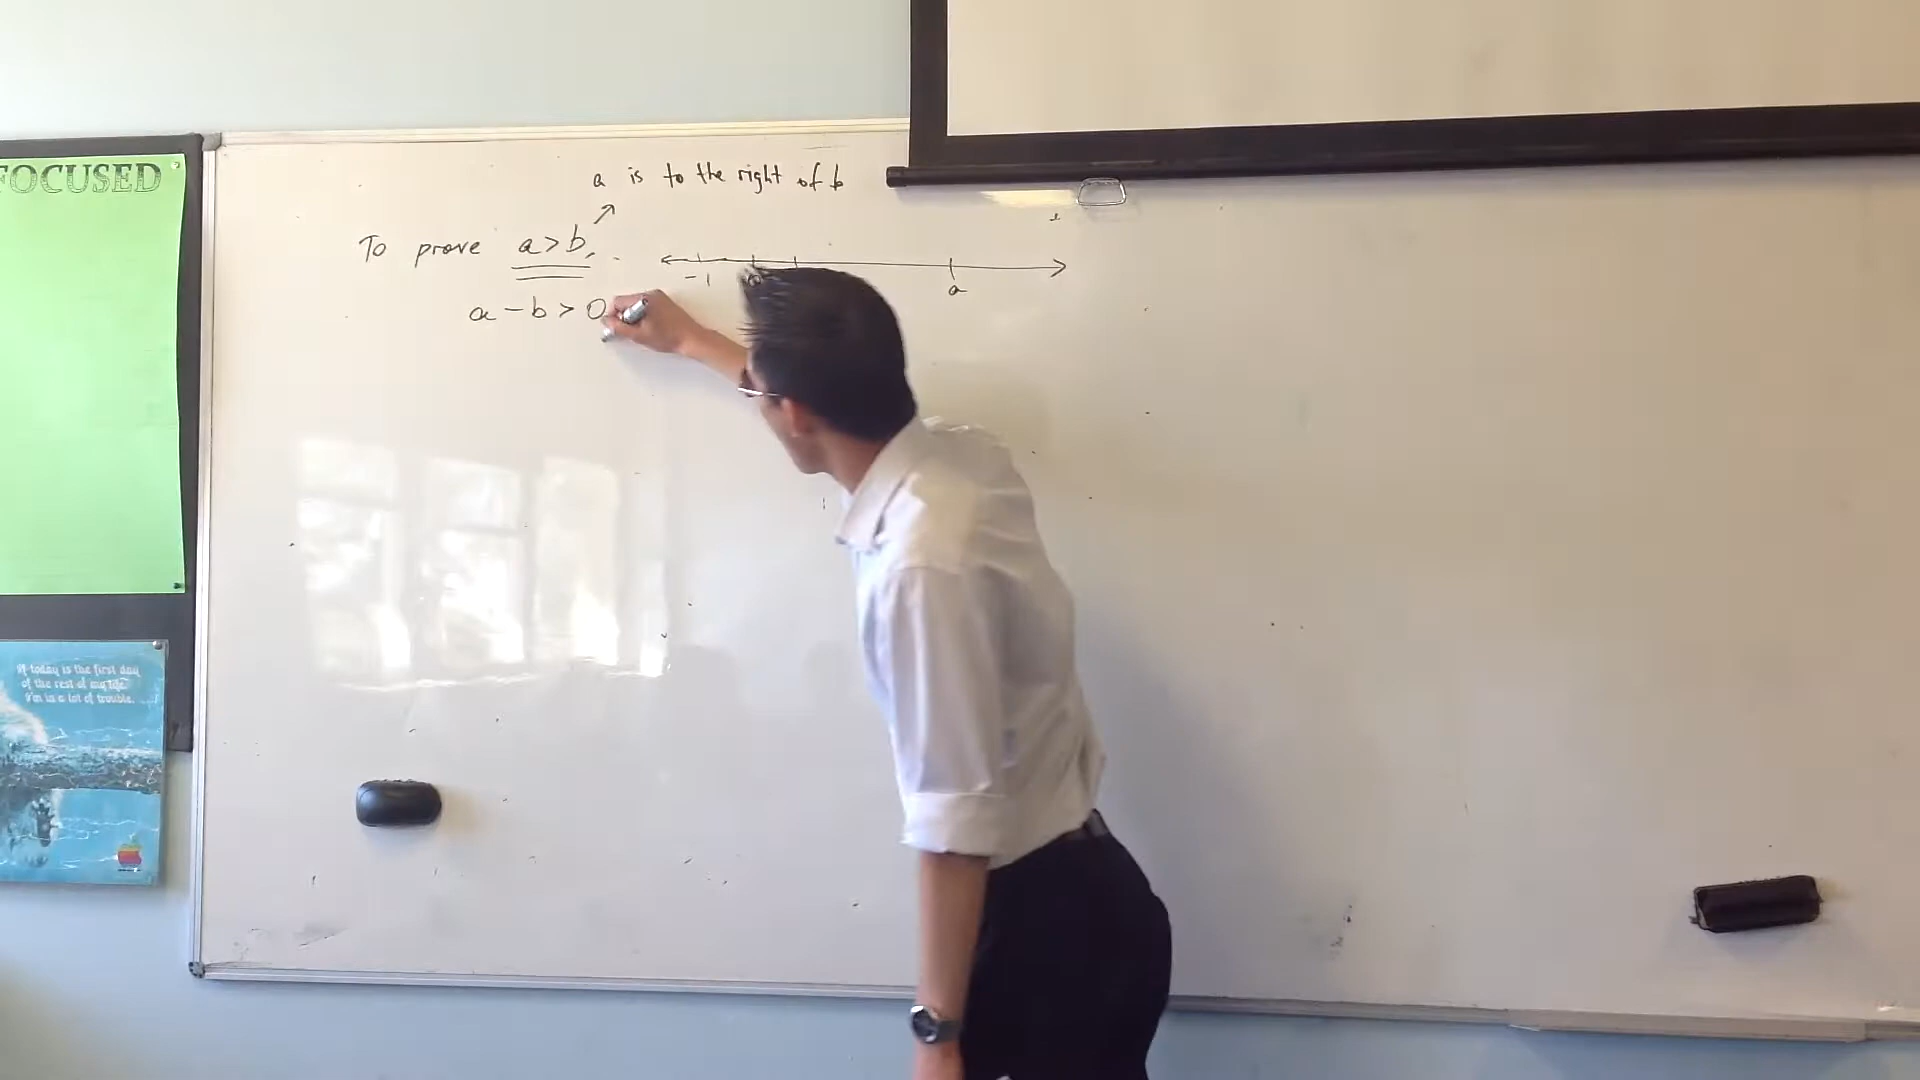 FOCUSED
a is to the right of b
To prove a > b,
-1
a
a - b > 0
If today is the first day
of the rest of my life,
I'm in a lot of trouble.